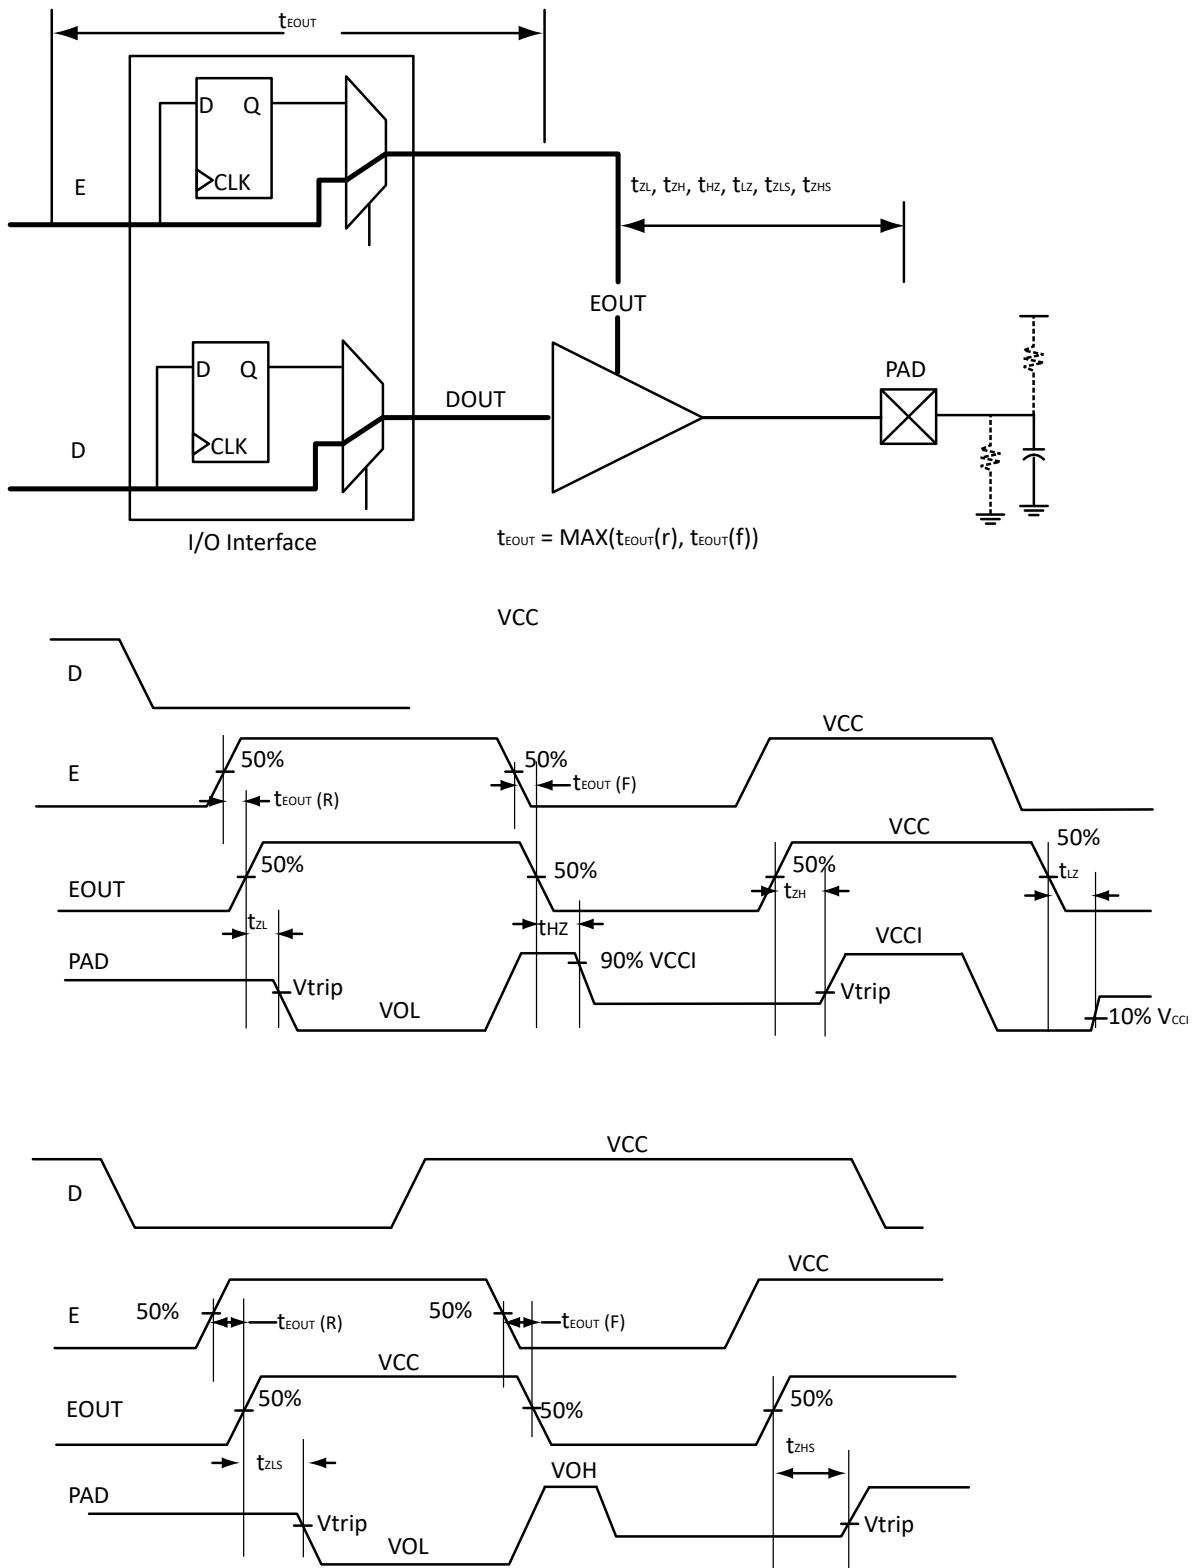 tEOUT
D Q
CLK
E
tZL, tZH, tHZ, tLZ, tZLS, tZHS
EOUT
D Q
CLK
D
DOUT
PAD
I/O Interface
tEOUT = MAX(tEOUT(r), tEOUT(f))
VCC
D
VCC
E
50%
50%
tEOUT (R)
tEOUT (F)
VCC
50%
EOUT
50%
50%
50%
tZL
tHZ
tZH
tLZ
PAD
VCCI
90% VCCI
Vtrip
Vtrip
VOL
10% VCCI
VCC
D
VCC
E
50%
50%
tEOUT (R)
tEOUT (F)
VCC
EOUT
50%
50%
50%
tZLS
tZHS
PAD
VOH
Vtrip
Vtrip
VOL